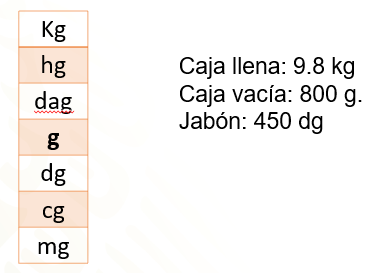 Kg
hg
dag
g
dg
cg
mg
Caja llena: 9.8 kg
Caja vacía: 800 g.
Jabón: 450 dg